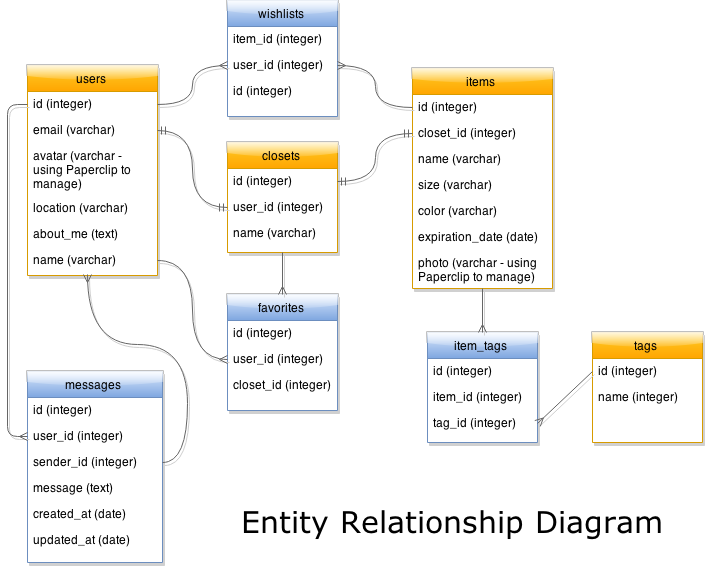 wishlists
item_id (integer)
user_id (integer)
id (integer)
users
id (integer)
email (varchar)
avatar (varchar -
using Paperclip to
manage)
location (varchar)
about_me (text)
name (varchar)
items
id (integer)
closet_id (integer)
name (varchar)
size (varchar)
color (varchar)
expiration_date (date)
photo (varchar - using
Paperclip to manage)
closets
id (integer)
user_id (integer)
name (varchar)
favorites
id (integer)
user_id (integer)
closet_id (integer)
item_tags
id (integer)
item_id (integer)
tag_id (integer)
tags
id (integer)
name (integer)
messages
id (integer)
user_id (integer)
sender_id (integer)
message (text)
created_at (date)
updated_at (date)
Entity Relationship Diagram